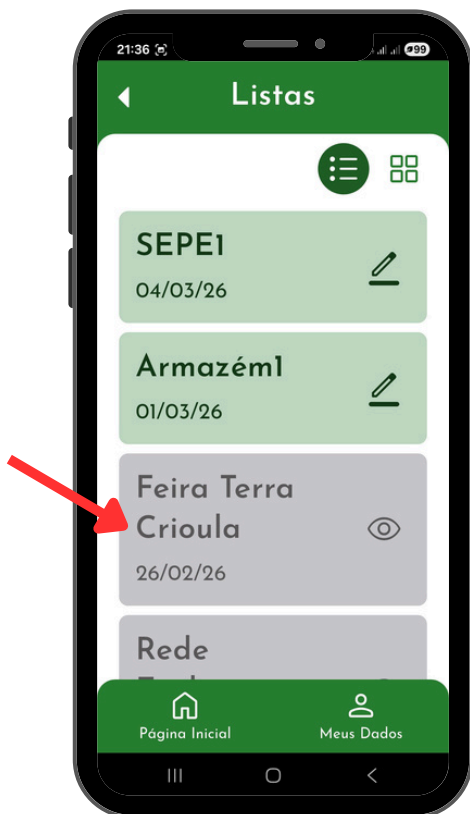 21:36
99
Listas
SEPE1
04/03/26
Armazém1
01/03/26
Feira Terra
Crioula
26/02/26
Rede
Página Inicial
Meus Dados